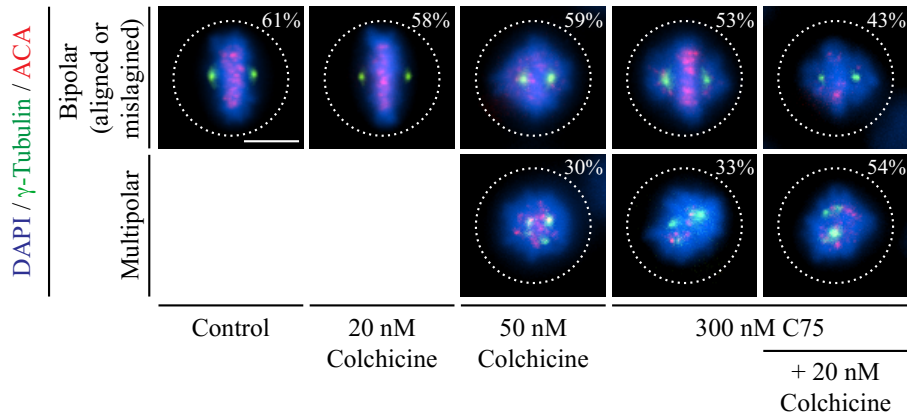 DAPI / γ-Tubulin / ACA
Bipolar
(aligned or
mislagined)
61%
58%
59%
53%
43%
Multipolar
30%
33%
54%
Control
20 nM
Colchicine
50 nM
Colchicine
300 nM C75
+ 20 nM
Colchicine